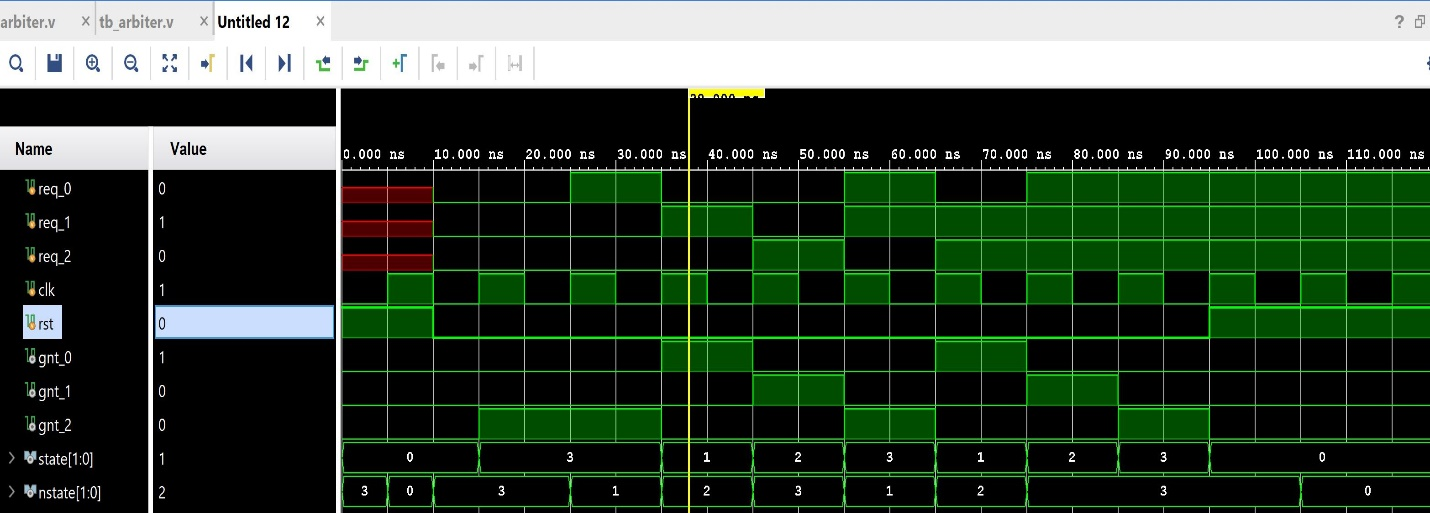 arbiter.v × tb_arbiter.v × Untitled 12 × ?
Name Value
0.000 ns 10.000 ns 20.000 ns 30.000 ns 40.000 ns 50.000 ns 60.000 ns 70.000 ns 80.000 ns 90.000 ns 100.000 ns 110.000 ns
req_0 0
req_1 1
req_2 0
clk 1
rst 0
gnt_0 1
gnt_1 0
gnt_2 0
state[1:0] 1 0 3 1 2 3 1 2 3 0
nstate[1:0] 2 3 0 3 1 2 3 1 2 3 0